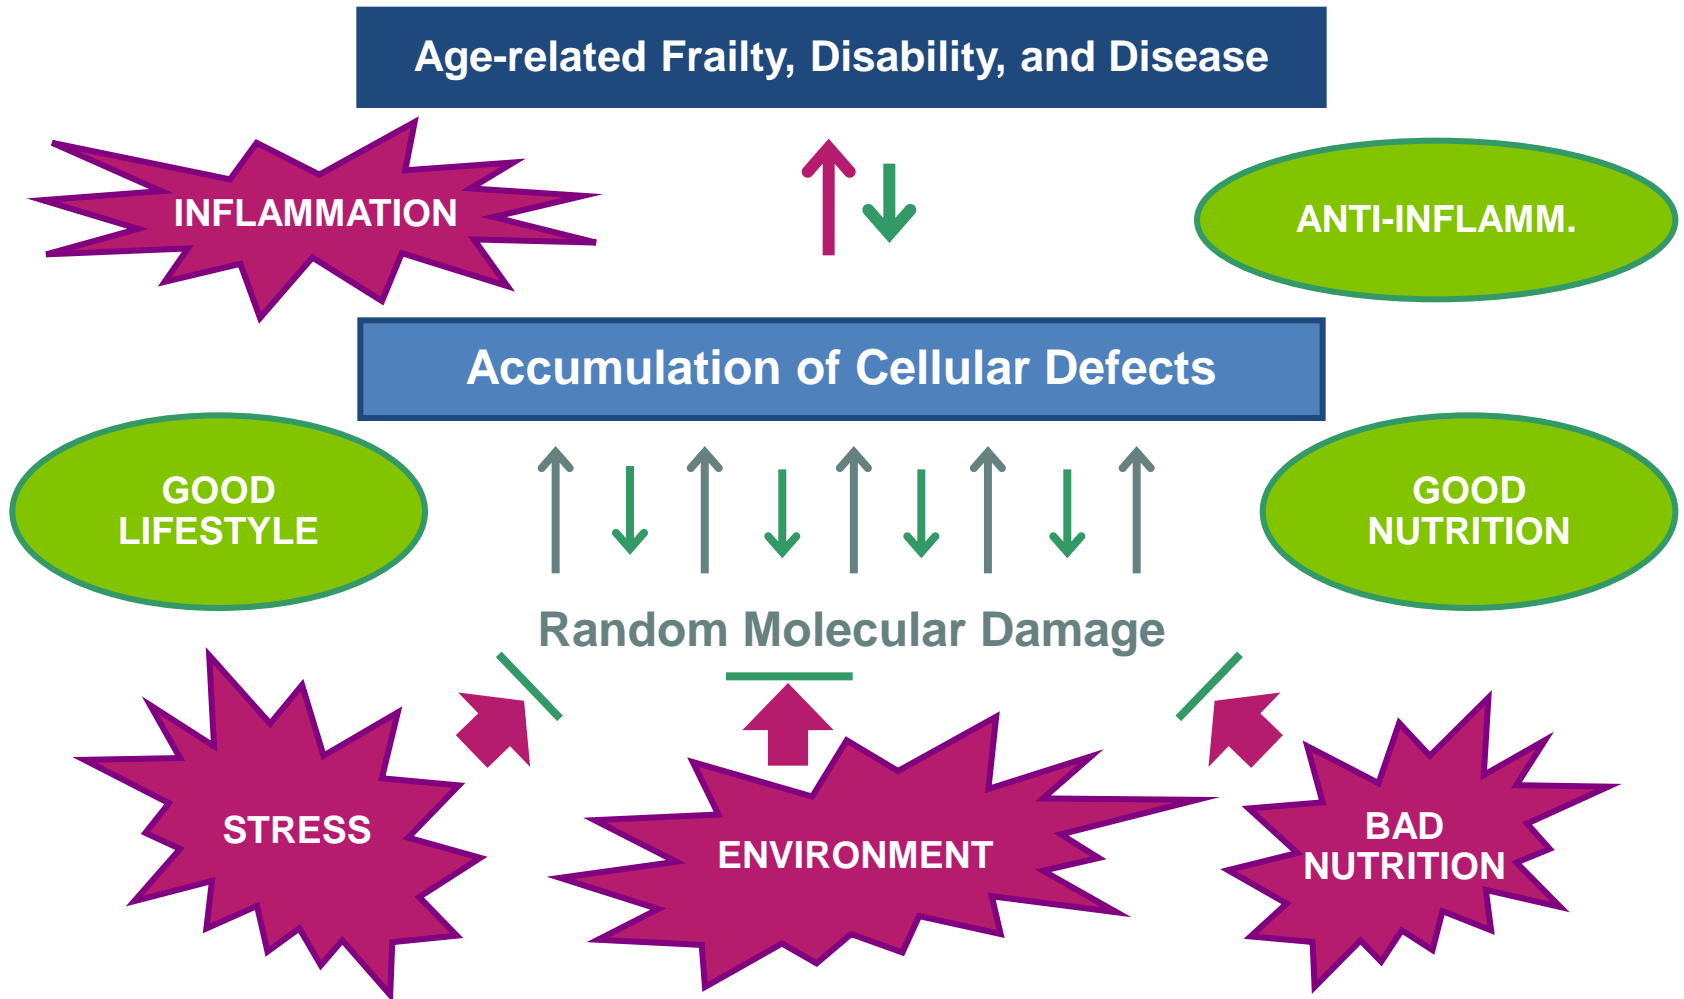 Age-related Frailty, Disability, and Disease
INFLAMMATION
ANTI-INFLAMM.
Accumulation of Cellular Defects
GOOD
LIFESTYLE
GOOD
NUTRITION
Random Molecular Damage
STRESS
ENVIRONMENT
BAD
NUTRITION